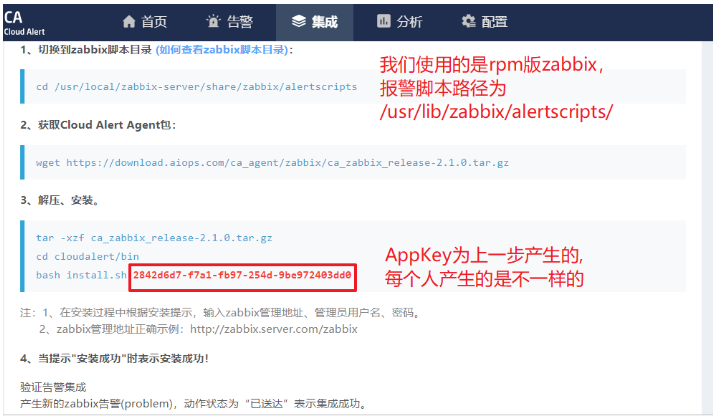 CA
Cloud Alert
首页 告警 集成 分析 配置
1、切换到zabbix脚本目录 (如何查看zabbix脚本目录)：
cd /usr/local/zabbix-server/share/zabbix/alertscripts
我们使用的是rpm版zabbix，
报警脚本路径为
/usr/lib/zabbix/alertscripts/
2、获取Cloud Alert Agent包：
wget https://download.aiops.com/ca_agent/zabbix/ca_zabbix_release-2.1.0.tar.gz
3、解压、安装。
tar -xzf ca_zabbix_release-2.1.0.tar.gz
cd cloudalert/bin
bash install.sh 2842d6d7-f7a1-fb97-254d-9be972403dd0
AppKey为上一步产生的，
每个人产生的是不一样的
注：1、在安装过程中根据安装提示，输入zabbix管理地址、管理员用户名、密码。
2、zabbix管理地址正确示例：http://zabbix.server.com/zabbix
4、当提示"安装成功"时表示安装成功！
验证告警集成
产生新的zabbix告警(problem)，动作状态为“已送达”表示集成成功。